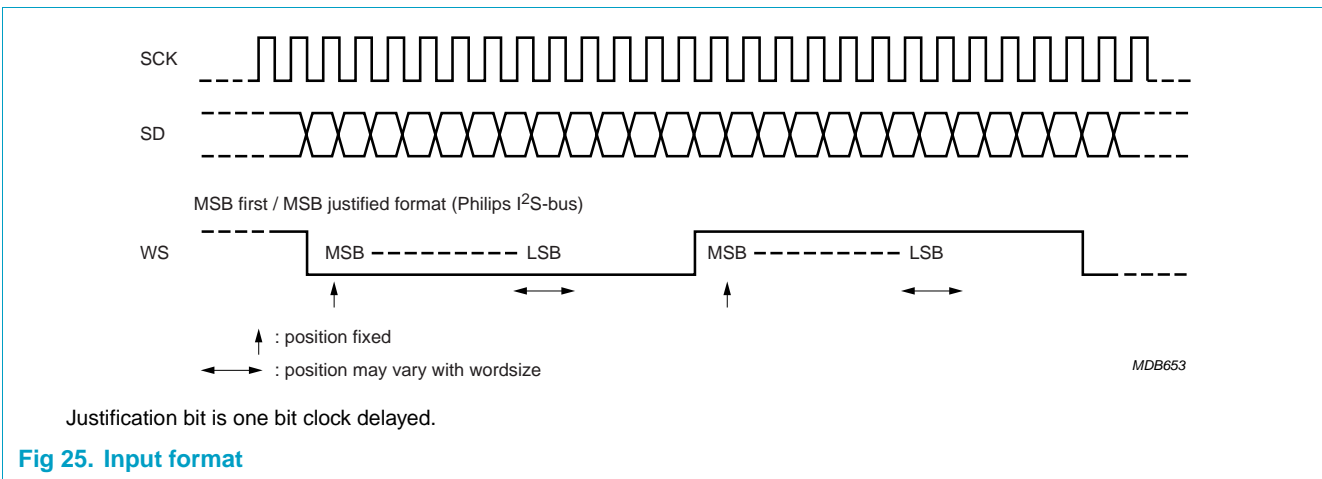 SCK
SD
MSB first / MSB justified format (Philips I²S-bus)
WS MSB LSB MSB LSB
: position fixed
: position may vary with wordsize
MDB653
Justification bit is one bit clock delayed.
Fig 25. Input format